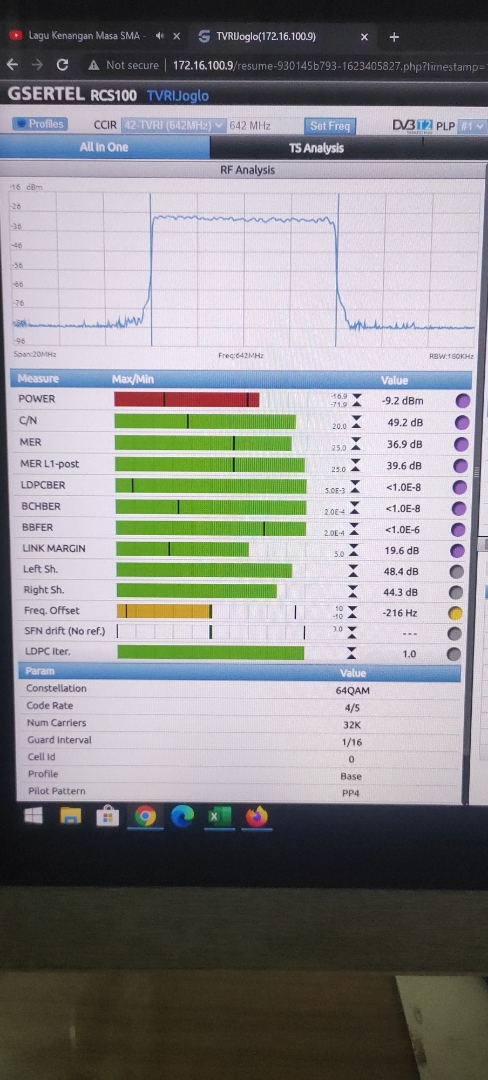 Lagu Kenangan Masa SMA -
TVRIJoglo(172.16.100.9)
Not secure | 172.16.100.9/resume-930145b793-1623405827.php?timestamp=
GSERTEL RCS100 TVRIJoglo
Profiles CCIR 42-TVRI (642MHz) 642 MHz Set Freq DVB T2 PLP #1
All in One TS Analysis
RF Analysis
-16 dBm
-26
-36
-46
-56
-66
-76
-96
Span:20MHz Freq:642MHz RBW:180KHz
Measure Max/Min Value
POWER -16.9 -71.9 -9.2 dBm
C/N 20.0 49.2 dB
MER 25.0 36.9 dB
MER L1-post 25.0 39.6 dB
LDPCBER 5.0E-3 <1.0E-8
BCHBER 2.0E-4 <1.0E-8
BBFER 2.0E-4 <1.0E-6
LINK MARGIN 5.0 19.6 dB
Left Sh. 48.4 dB
Right Sh. 44.3 dB
Freq. Offset 10 -10 -216 Hz
SFN drift (No ref.) 3.0 ---
LDPC Iter. 1.0
Param Value
Constellation 64QAM
Code Rate 4/5
Num Carriers 32K
Guard Interval 1/16
Cell Id 0
Profile Base
Pilot Pattern PP4